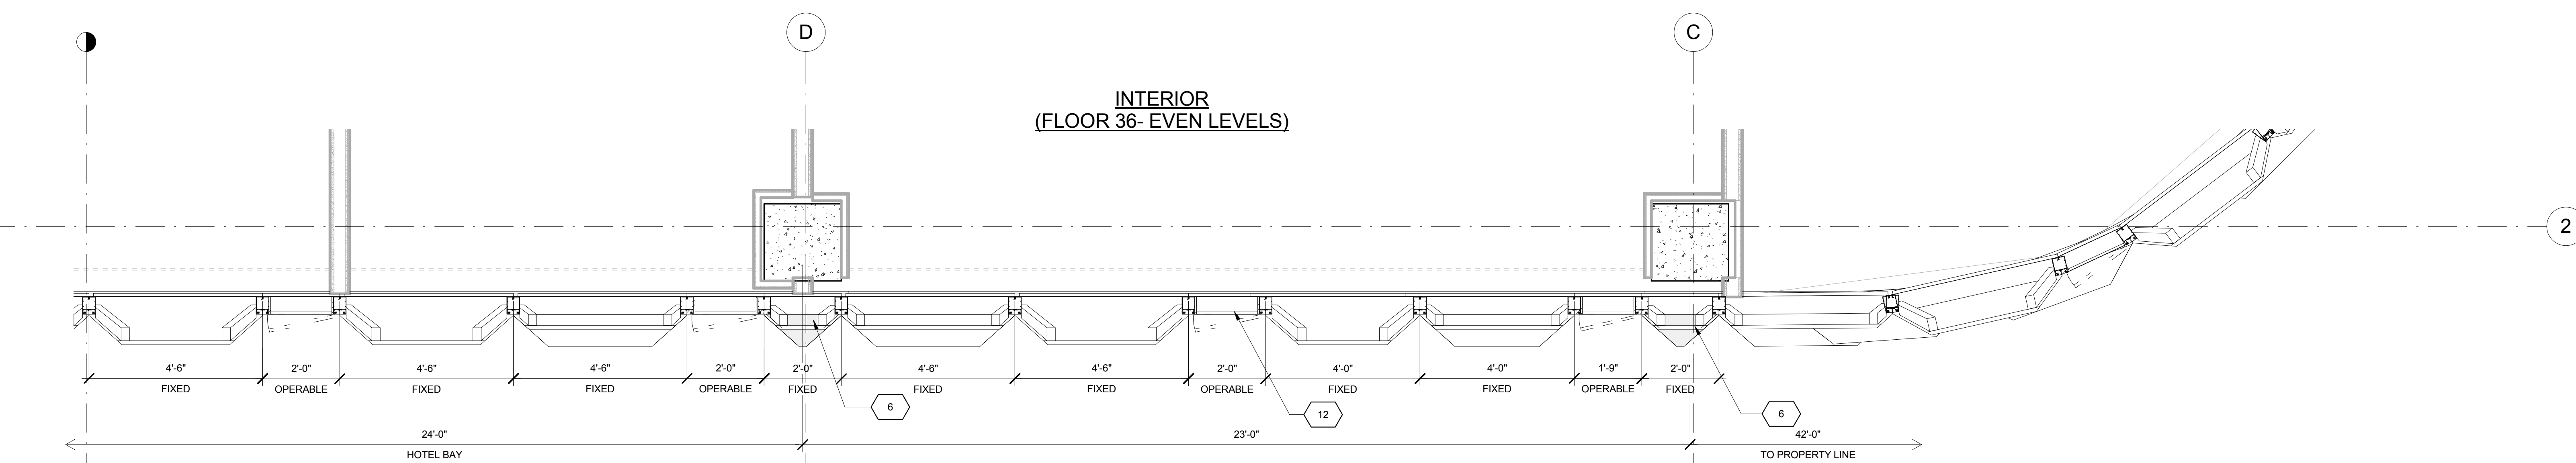 D
C
INTERIOR
(FLOOR 36- EVEN LEVELS)
2
4'-6" 2'-0" 4'-6" 4'-6" 2'-0" 2'-0" 4'-6" 4'-6" 2'-0" 4'-0" 4'-0" 1'-9" 2'-0"
FIXED OPERABLE FIXED FIXED OPERABLE FIXED FIXED FIXED OPERABLE FIXED FIXED OPERABLE FIXED
6
12
6
24'-0" 23'-0" 42'-0"
HOTEL BAY TO PROPERTY LINE